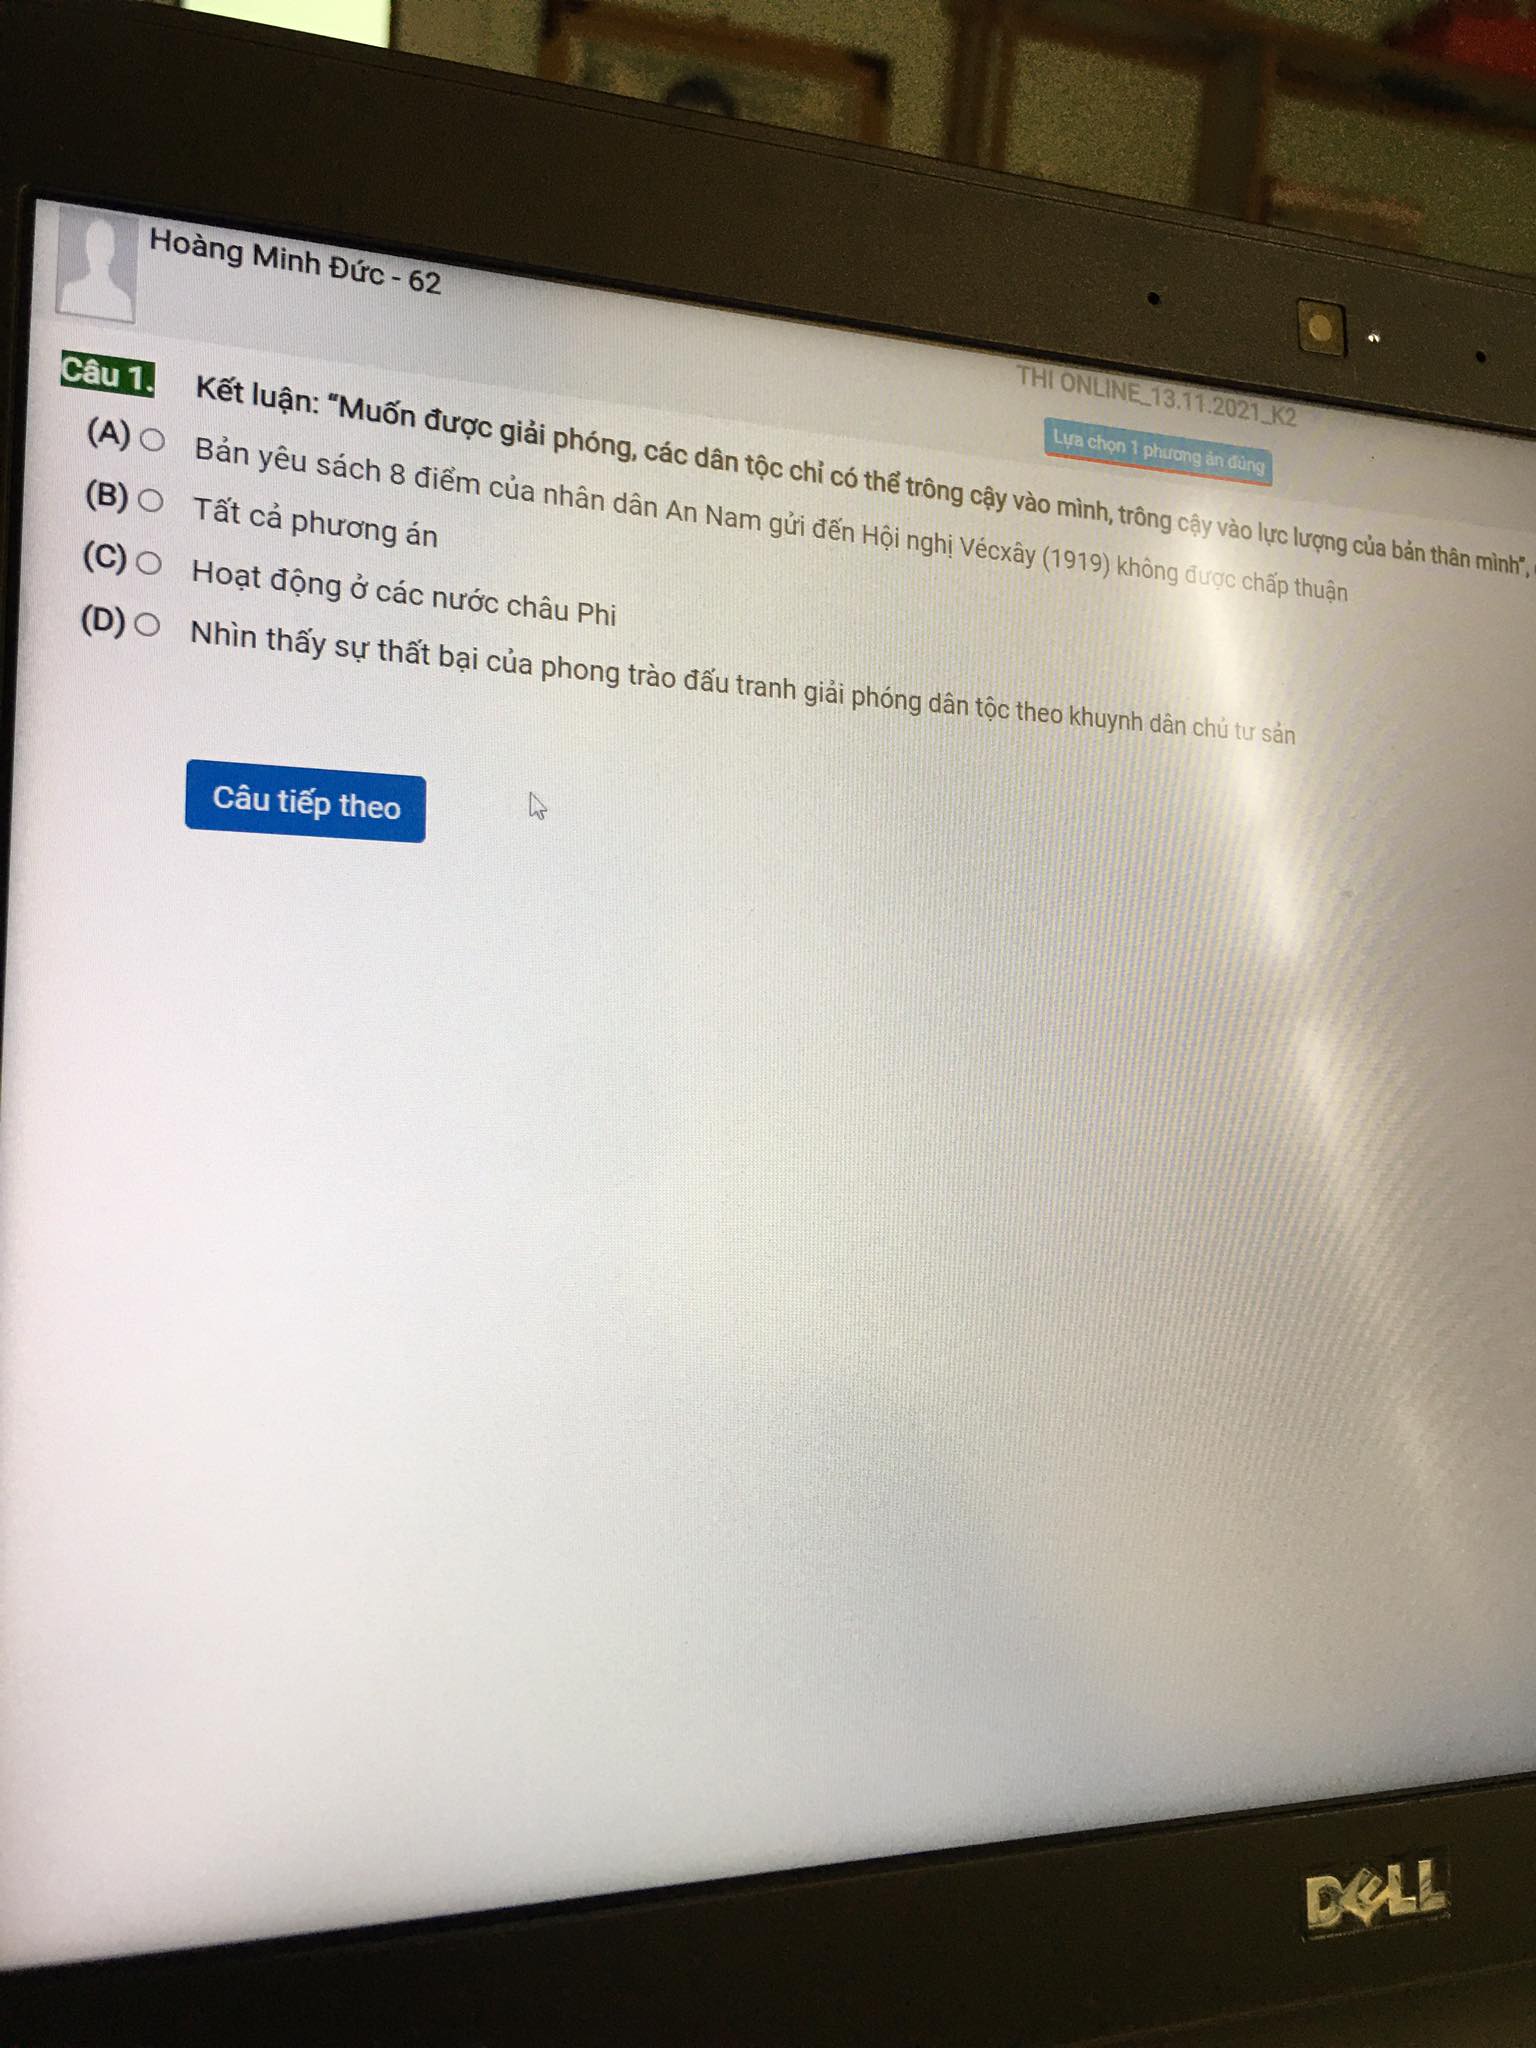 Hoàng Minh Đức - 62
THI ONLINE_13.11.2021_K2
Lựa chọn 1 phương án đúng
Câu 1. Kết luận: “Muốn được giải phóng, các dân tộc chỉ có thể trông cậy vào mình, trông cậy vào lực lượng của bản thân mình”,
(A) Bản yêu sách 8 điểm của nhân dân An Nam gửi đến Hội nghị Vécxây (1919) không được chấp thuận
(B) Tất cả phương án
(C) Hoạt động ở các nước châu Phi
(D) Nhìn thấy sự thất bại của phong trào đấu tranh giải phóng dân tộc theo khuynh dân chủ tư sản
Câu tiếp theo
DELL